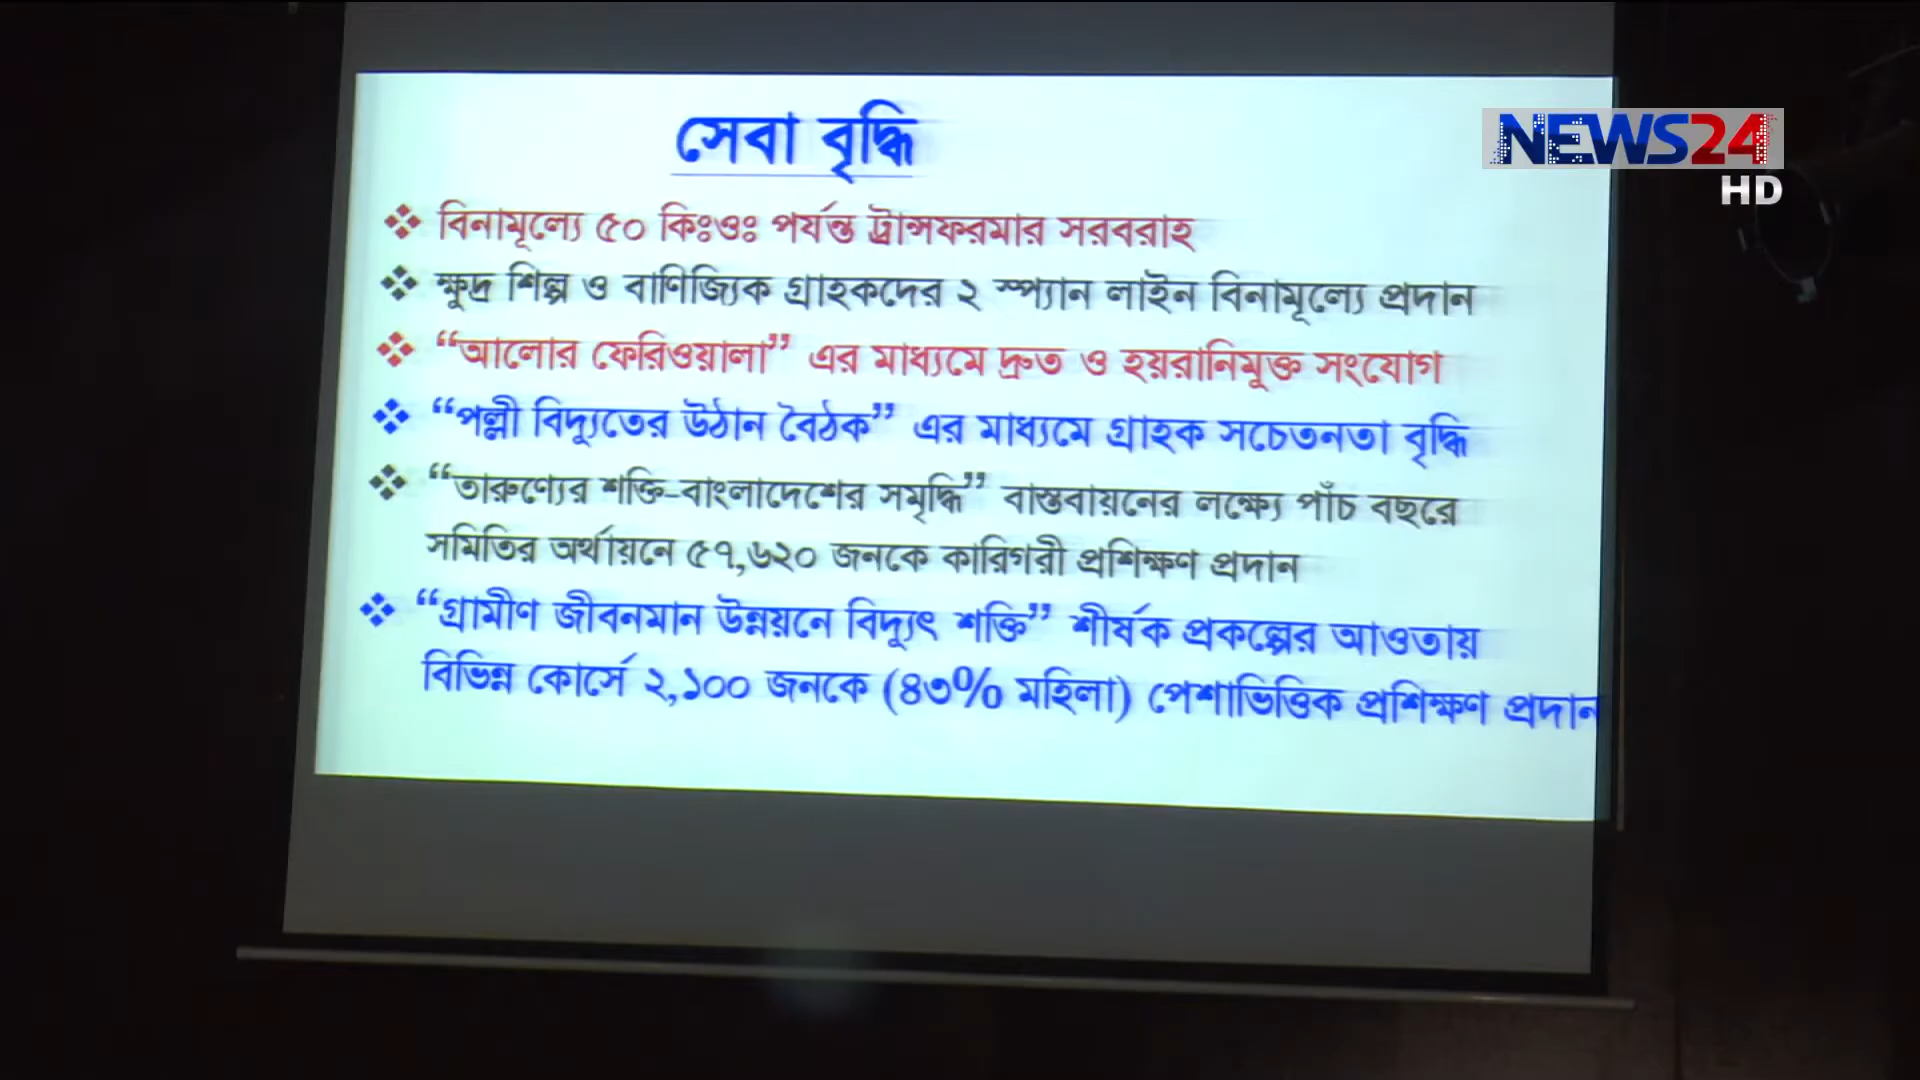 সেবা বৃদ্ধি
NEWS24
HD
❖ বিনামূল্যে ৫০ কিঃওঃ পর্যন্ত ট্রান্সফরমার সরবরাহ
❖ ক্ষুদ্র শিল্প ও বাণিজ্যিক গ্রাহকদের ২ স্প্যান লাইন বিনামূল্যে প্রদান
❖ “আলোর ফেরিওয়ালা” এর মাধ্যমে দ্রুত ও হয়রানিমুক্ত সংযোগ
❖ “পল্লী বিদ্যুতের উঠান বৈঠক” এর মাধ্যমে গ্রাহক সচেতনতা বৃদ্ধি
❖ “তারুণ্যের শক্তি-বাংলাদেশের সমৃদ্ধি” বাস্তবায়নের লক্ষ্যে পাঁচ বছরে
সমিতির অর্থায়নে ৫৭,৬২০ জনকে কারিগরী প্রশিক্ষণ প্রদান
❖ “গ্রামীণ জীবনমান উন্নয়নে বিদ্যুৎ শক্তি” শীর্ষক প্রকল্পের আওতায়
বিভিন্ন কোর্সে ২,১০০ জনকে (৪৩% মহিলা) পেশাভিত্তিক প্রশিক্ষণ প্রদান